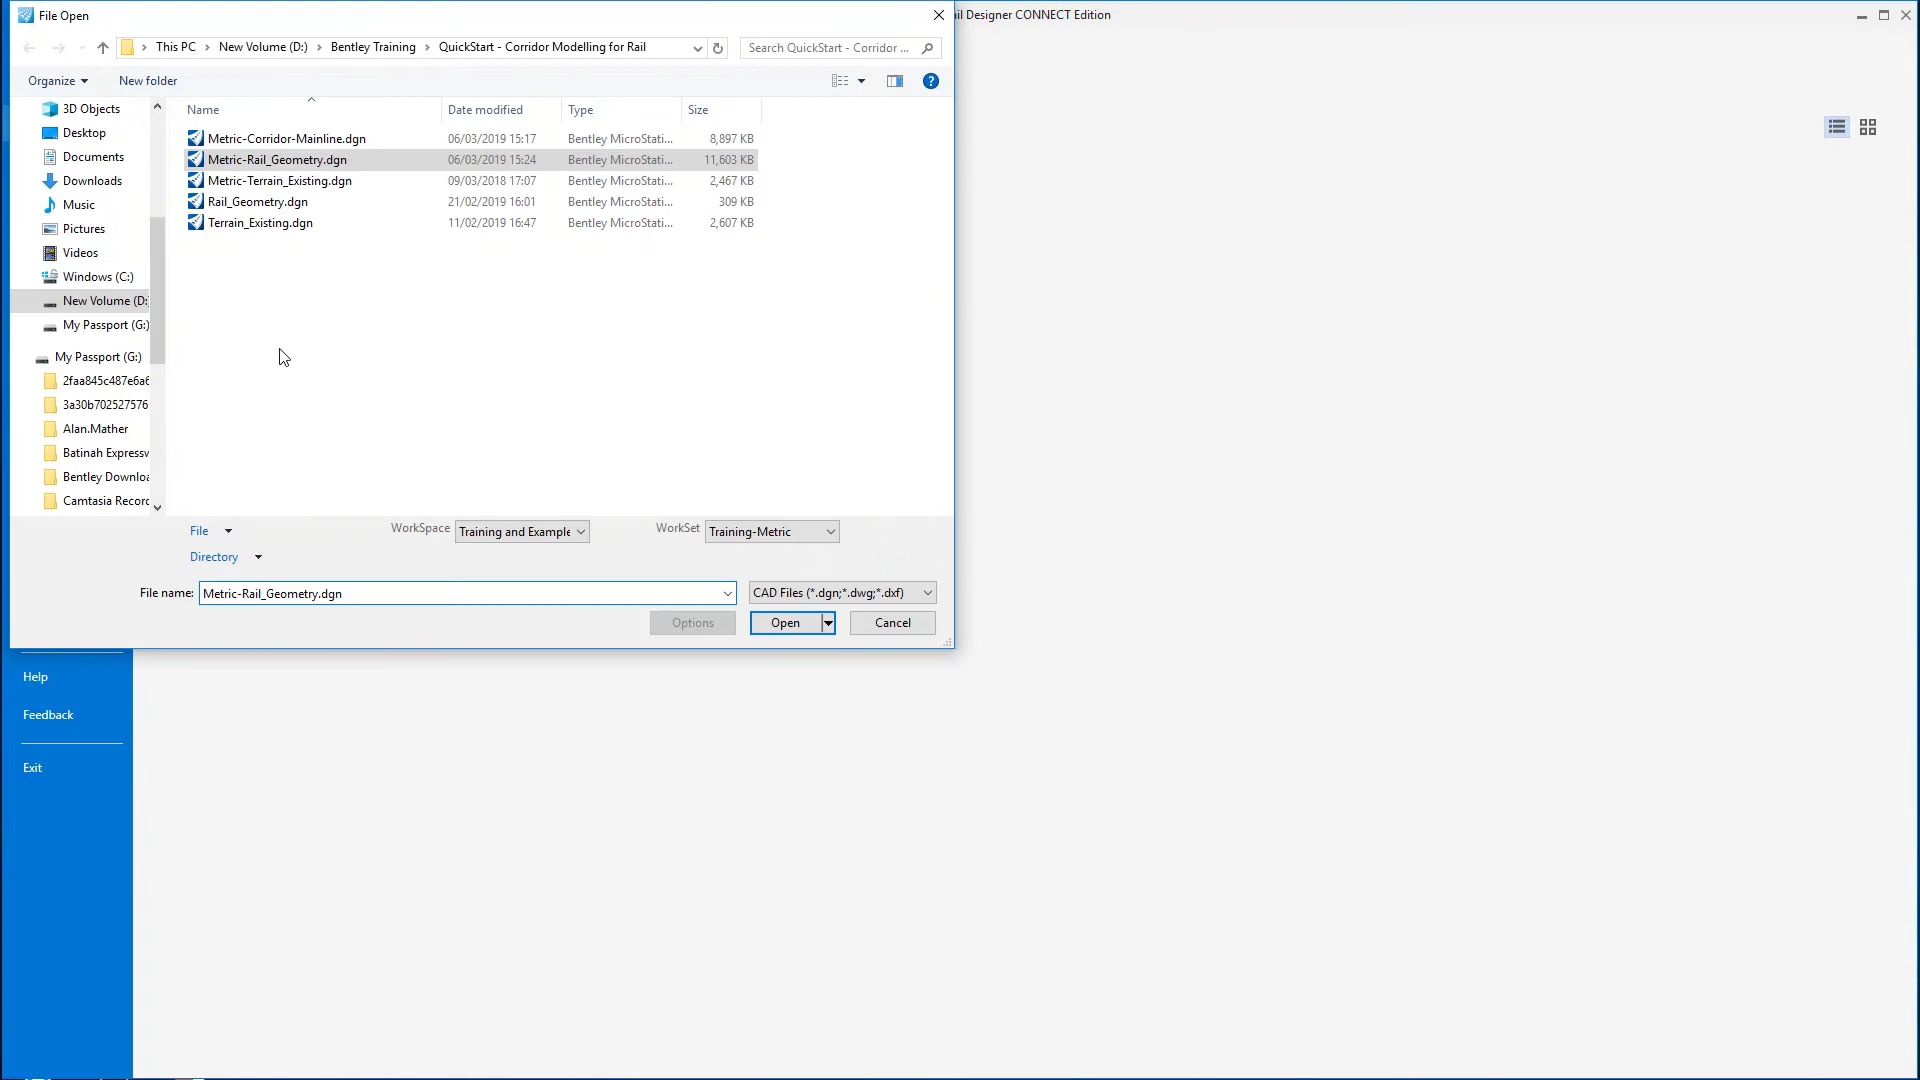 File Open
ail Designer CONNECT Edition
This PC > New Volume (D:) > Bentley Training > QuickStart - Corridor Modelling for Rail
Search QuickStart - Corridor ...
Organize
New folder
3D Objects
Desktop
Documents
Downloads
Music
Pictures
Videos
Windows (C:)
New Volume (D:
My Passport (G:)
My Passport (G:)
2faa845c487e6a6
3a30b702527576
Alan.Mather
Batinah Expressw
Bentley Downloa
Camtasia Record
Name Date modified Type Size
Metric-Corridor-Mainline.dgn 06/03/2019 15:17 Bentley MicroStati... 8,897 KB
Metric-Rail_Geometry.dgn 06/03/2019 15:24 Bentley MicroStati... 11,603 KB
Metric-Terrain_Existing.dgn 09/03/2018 17:07 Bentley MicroStati... 2,467 KB
Rail_Geometry.dgn 21/02/2019 16:01 Bentley MicroStati... 309 KB
Terrain_Existing.dgn 11/02/2019 16:47 Bentley MicroStati... 2,607 KB
File WorkSpace Training and Example WorkSet Training-Metric
Directory
File name: Metric-Rail_Geometry.dgn CAD Files (*.dgn;*.dwg;*.dxf)
Options Open Cancel
Help
Feedback
Exit